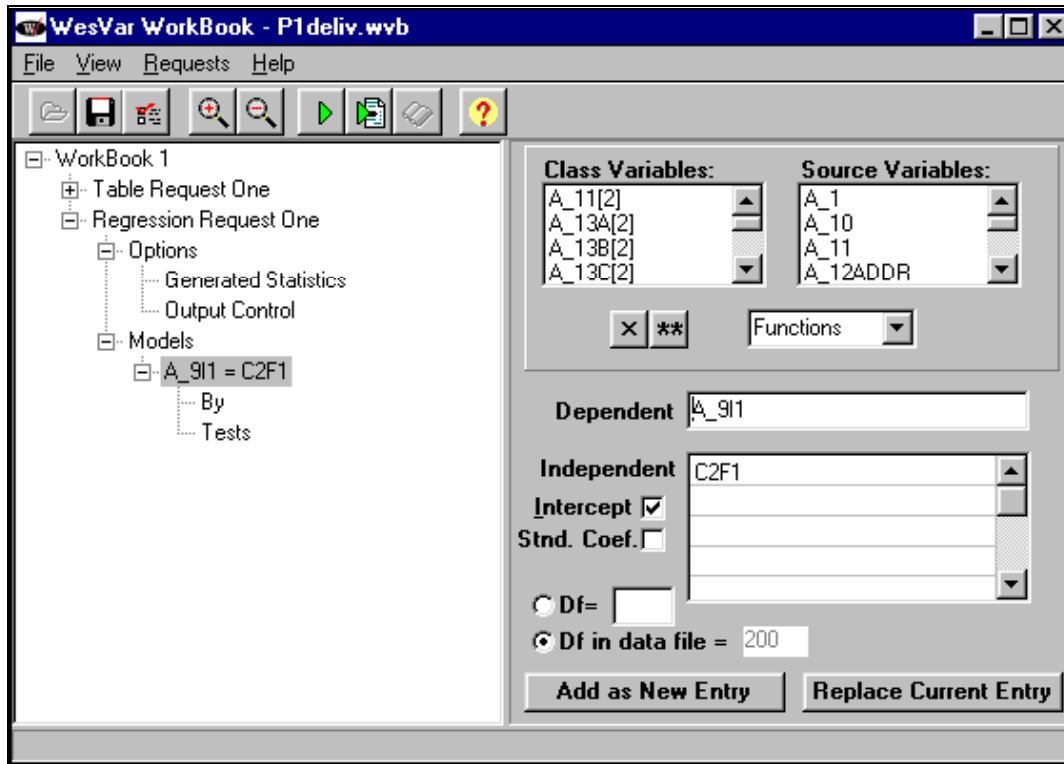 WesVar WorkBook - P1deliv.wvb
File View Requests Help
WorkBook 1
Table Request One
Regression Request One
Options
Generated Statistics
Output Control
Models
A_9I1 = C2F1
By
Tests
Class Variables:
A_11[2]
A_13A[2]
A_13B[2]
A_13C[2]
Source Variables:
A_1
A_10
A_11
A_12ADDR
× **
Functions
Dependent A_9I1
Independent C2F1
Intercept
Stnd. Coef.
Df=
Df in data file = 200
Add as New Entry
Replace Current Entry